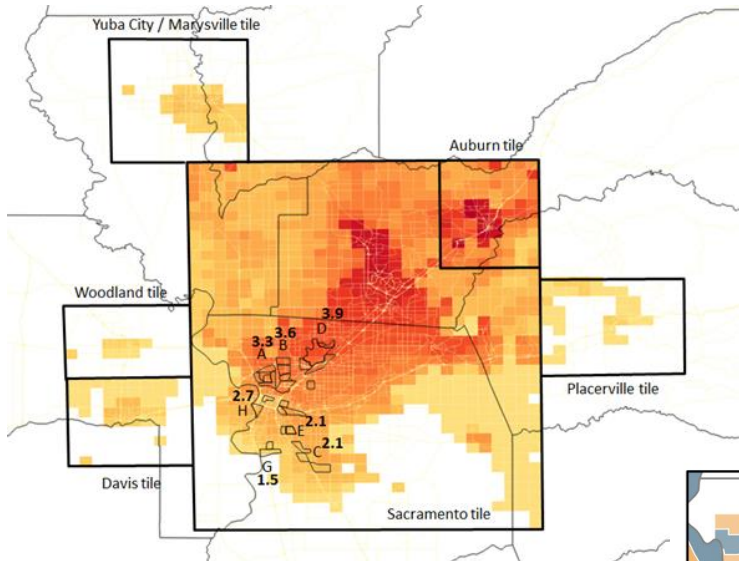 Yuba City / Marysville tile
Auburn tile
Woodland tile
3.9
3.6
D
3.3
B
A
Placerville tile
2.7
H
2.1
E
2.1
C
G
1.5
Davis tile
Sacramento tile